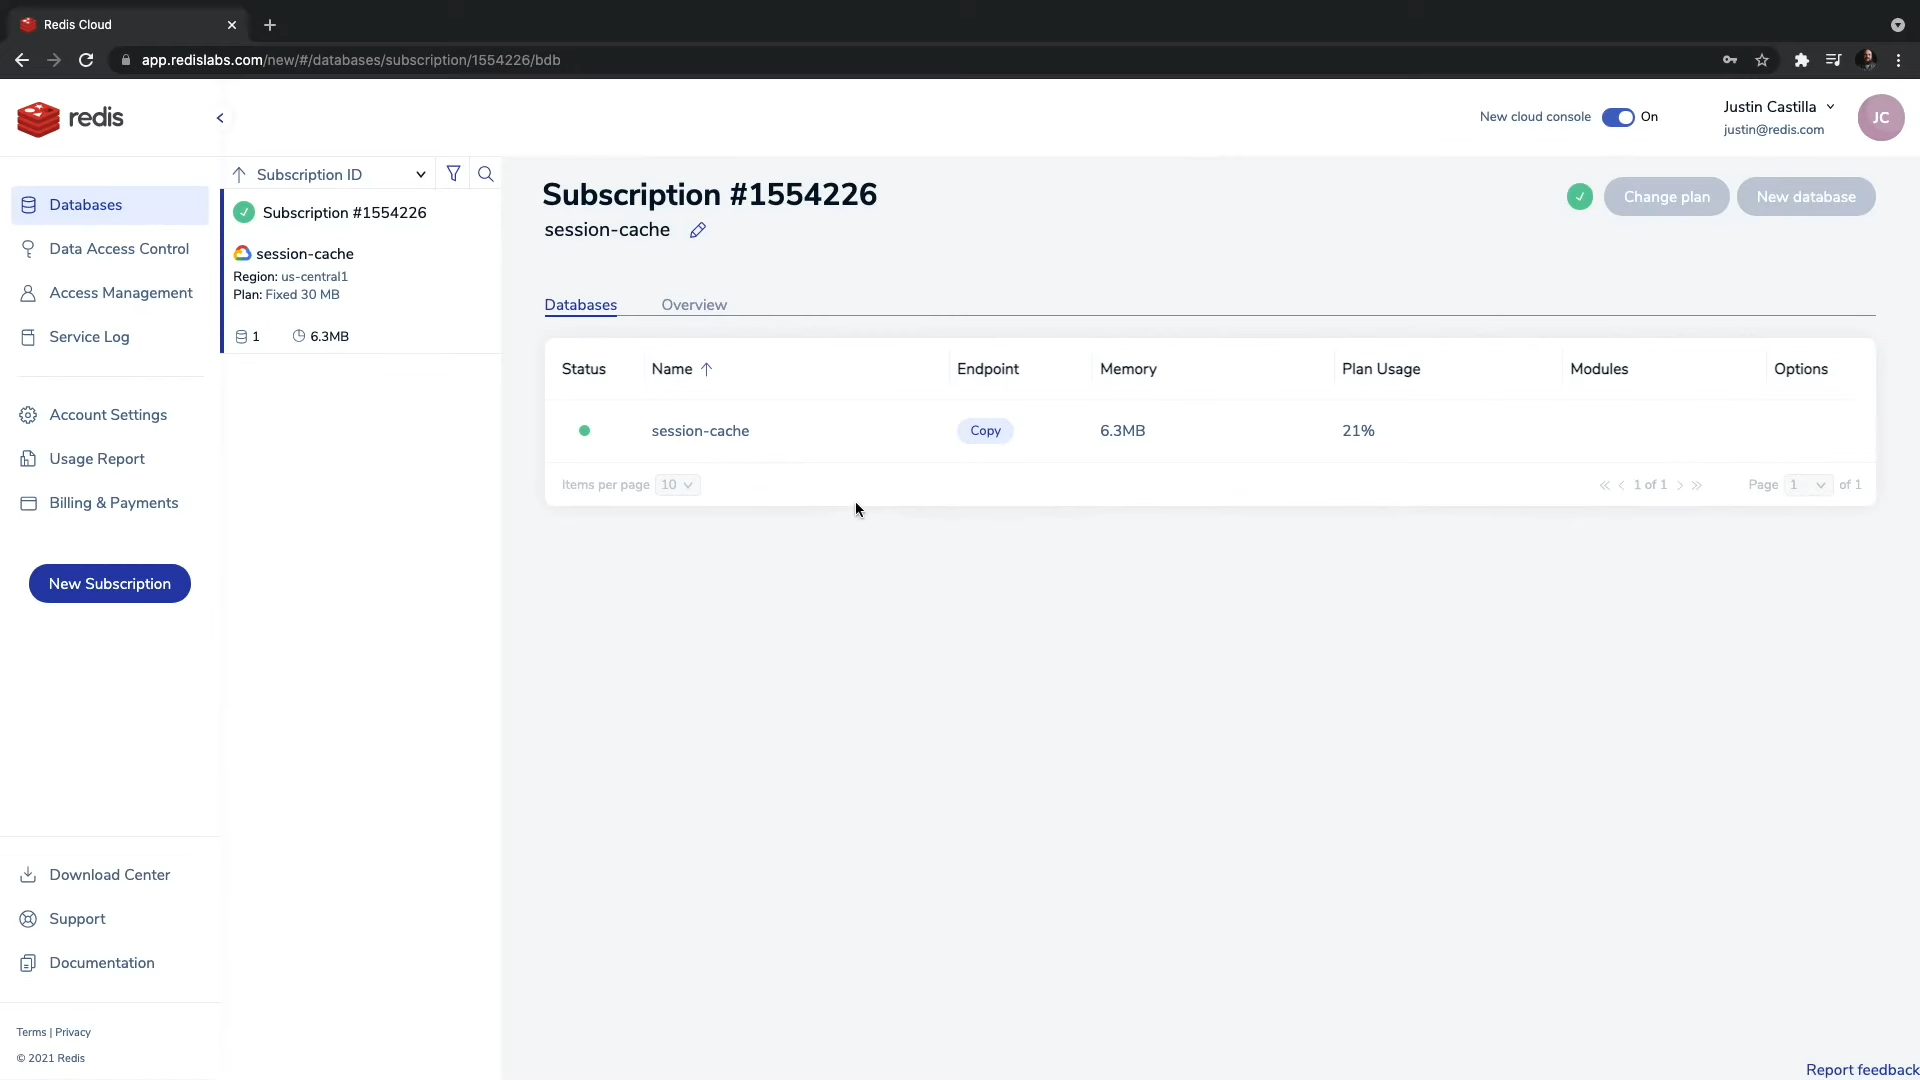 Redis Cloud
app.redislabs.com/new/#/databases/subscription/1554226/bdb
redis
New cloud console On
Justin Castilla
justin@redis.com
JC
Databases
Data Access Control
Access Management
Service Log
Account Settings
Usage Report
Billing & Payments
New Subscription
Download Center
Support
Documentation
Terms | Privacy
© 2021 Redis
Subscription ID
Subscription #1554226
session-cache
Region: us-central1
Plan: Fixed 30 MB
1 6.3MB
Subscription #1554226
session-cache
Change plan New database
Databases Overview
Status Name Endpoint Memory Plan Usage Modules Options
session-cache Copy 6.3MB 21%
Items per page 10 1 of 1 Page 1 of 1
Report feedback